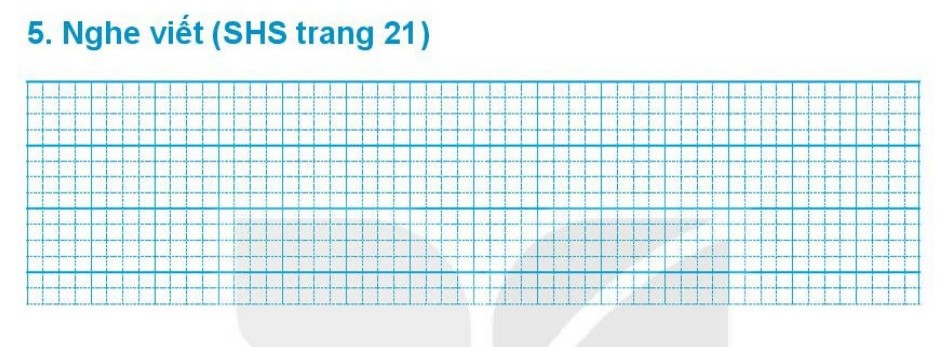 5. Nghe viết (SHS trang 21)